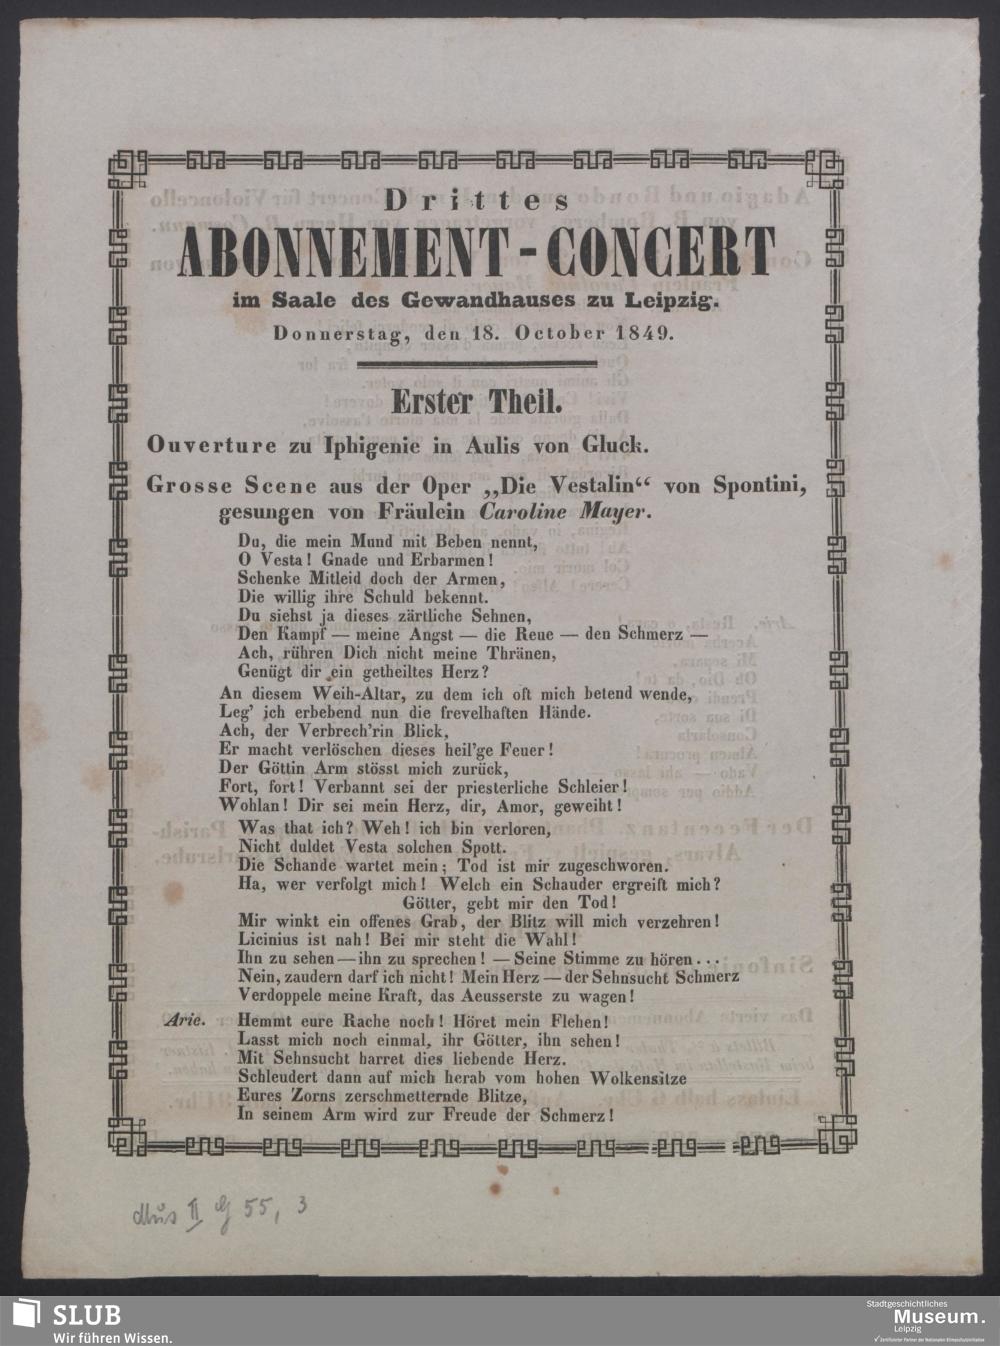 Drittes
ABONNEMENT-CONCERT
im Saale des Gewandhauses zu Leipzig.
Donnerstag, den 18. October 1849.
Erster Theil.
Ouverture zu Iphigenie in Aulis von Gluck.
Grosse Scene aus der Oper „Die Vestalin“ von Spontini,
gesungen von Fräulein Caroline Mayer.
Du, die mein Mund mit Beben nennt,
O Vesta! Gnade und Erbarmen!
Schenke Mitleid doch der Armen,
Die willig ihre Schuld bekennt.
Du siehst ja dieses zärtliche Sehnen,
Den Kampf — meine Angst — die Reue — den Schmerz —
Ach, rühren Dich nicht meine Thränen,
Genügt dir ein getheiltes Herz?
An diesem Weih-Altar, zu dem ich oft mich betend wende,
Leg' ich erbebend nun die frevelhaften Hände.
Ach, der Verbrech'rin Blick,
Er macht verlöschen dieses heil'ge Feuer!
Der Göttin Arm stösst mich zurück,
Fort, fort! Verbannt sei der priesterliche Schleier!
Wohlan! Dir sei mein Herz, dir, Amor, geweiht!
Was that ich? Weh! ich bin verloren,
Nicht duldet Vesta solchen Spott.
Die Schande wartet mein; Tod ist mir zugeschworen.
Ha, wer verfolgt mich! Welch ein Schauder ergreift mich?
Götter, gebt mir den Tod!
Mir winkt ein offenes Grab, der Blitz will mich verzehren!
Licinius ist nah! Bei mir steht die Wahl!
Ihn zu sehen — ihn zu sprechen! — Seine Stimme zu hören...
Nein, zaudern darf ich nicht! Mein Herz — der Sehnsucht Schmerz
Verdoppele meine Kraft, das Aeusserste zu wagen!
Arie. Hemmt eure Rache noch! Höret mein Flehen!
Lasst mich noch einmal, ihr Götter, ihn sehen!
Mit Sehnsucht harret dies liebende Herz.
Schleudert dann auf mich herab vom hohen Wolkensitze
Eures Zorns zerschmetternde Blitze,
In seinem Arm wird zur Freude der Schmerz!
Mus II 55, 3
SLUB
Wir führen Wissen.
Stadtgeschichtliches
Museum.
Leipzig